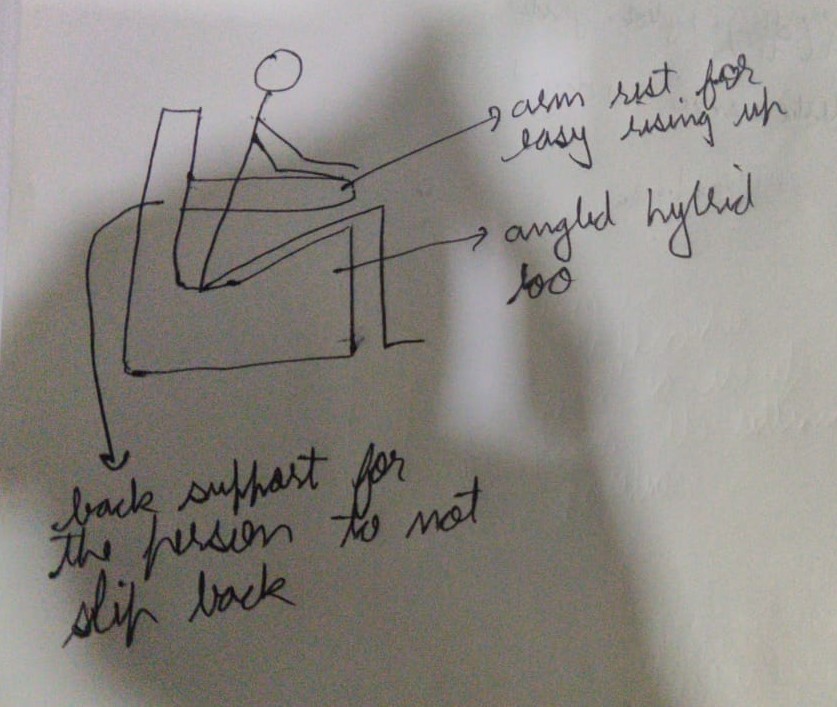 arm rest for
easy rising up
angled hybrid
loo
back support for
the person to not
slip back